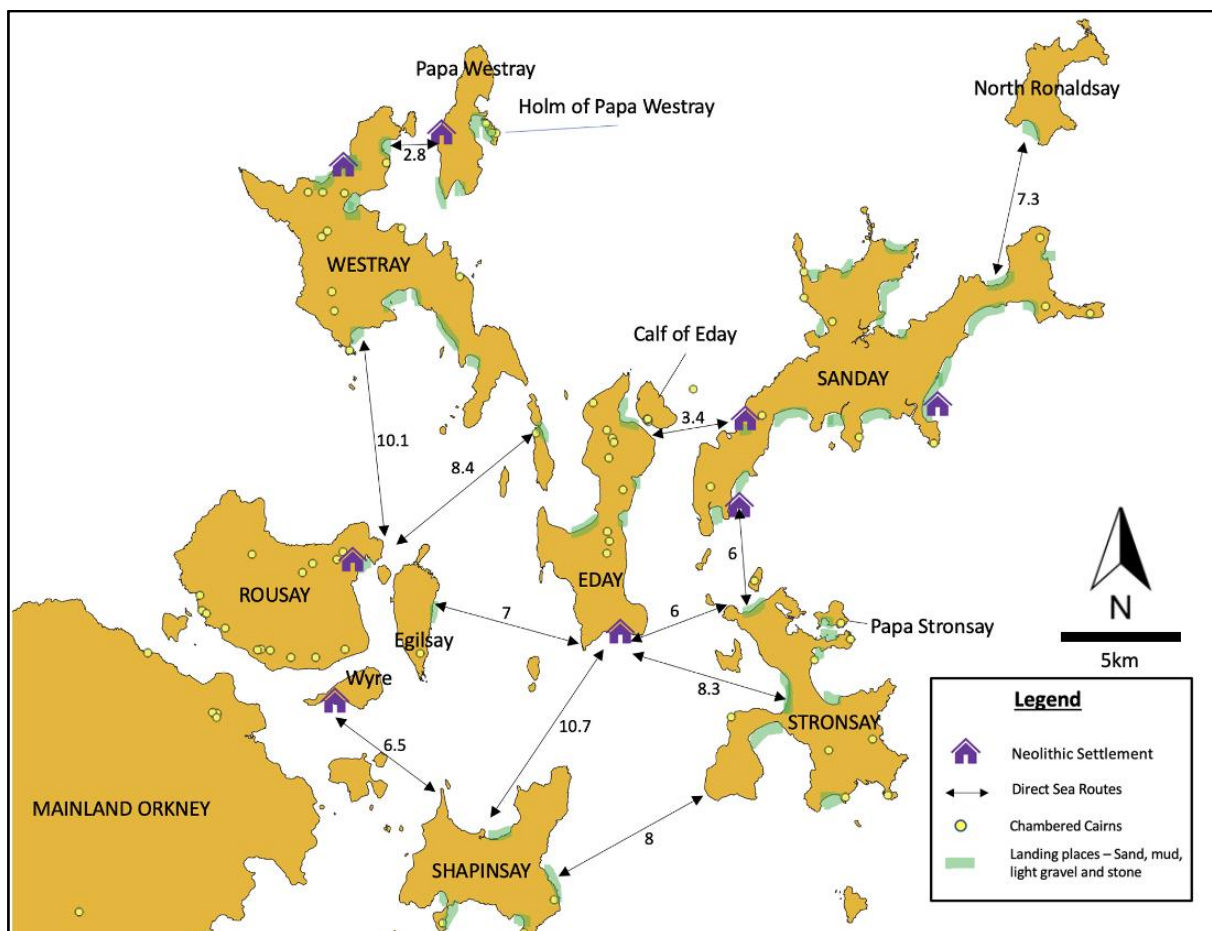 Papa Westray
Holm of Papa Westray
North Ronaldsay
2.8
7.3
WESTRAY
Calf of Eday
SANDAY
3.4
10.1
8.4
6
ROUSAY
EDAY
Egilsay
7
6
Papa Stronsay
N
5km
Wyre
8.3
STRONSAY
10.7
6.5
MAINLAND ORKNEY
8
SHAPINSAY
Legend
Neolithic Settlement
Direct Sea Routes
Chambered Cairns
Landing places – Sand, mud,
light gravel and stone